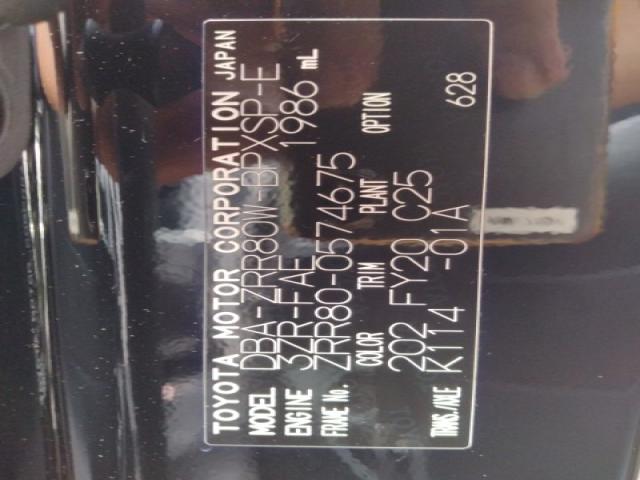 TOYOTA MOTOR CORPORATION JAPAN
MODEL DBA-ZRR80W-BPXSP-E
ENGINE 3ZR-FAE 1986 mL
FRAME No. ZRR80-0574675
COLOR TRIM PLANT OPTION
202 FY20 C25
TRANS./AXLE K114 -01A 628